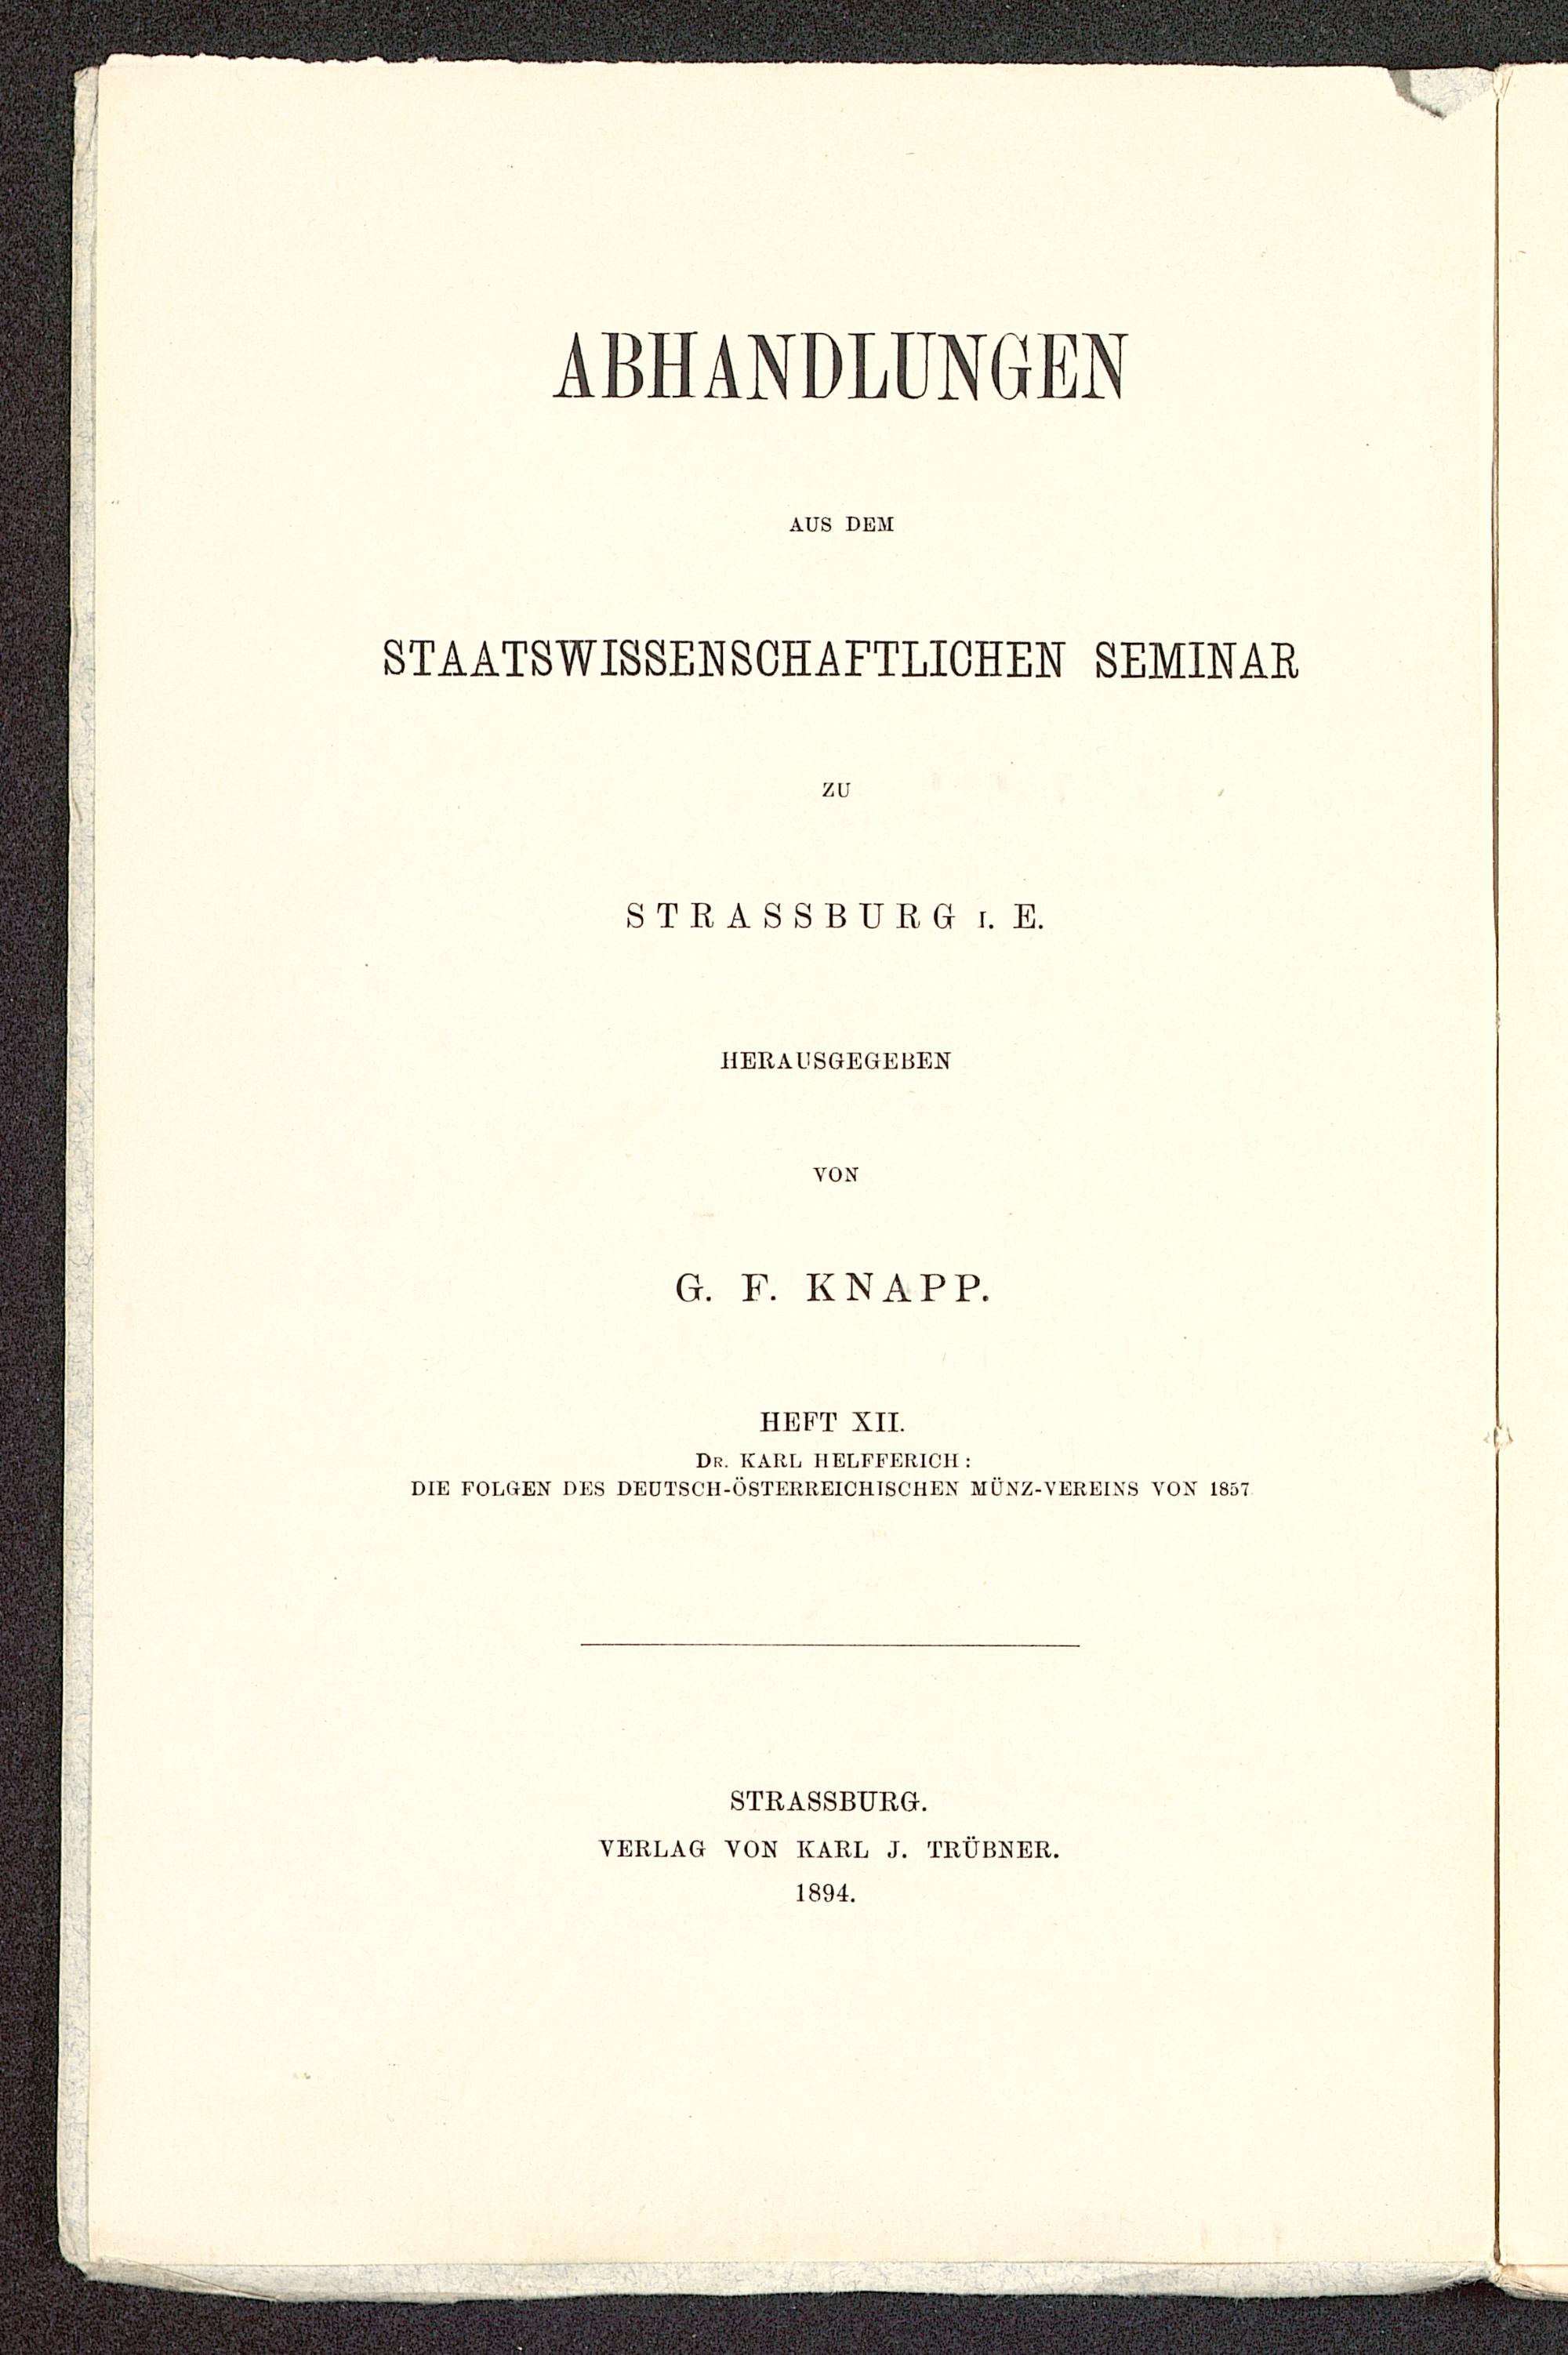 ABHANDLUNGEN
AUS DEM
STAATSWISSENSCHAFTLICHEN SEMINAR
ZU
STRASSBURG I. E.
HERAUSGEGEBEN
VON
G. F. KNAPP.
HEFT XII.
DR. KARL HELFFERICH:
DIE FOLGEN DES DEUTSCH-ÖSTERREICHISCHEN MÜNZ-VEREINS VON 1857.
STRASSBURG.
VERLAG VON KARL J. TRÜBNER.
1894.